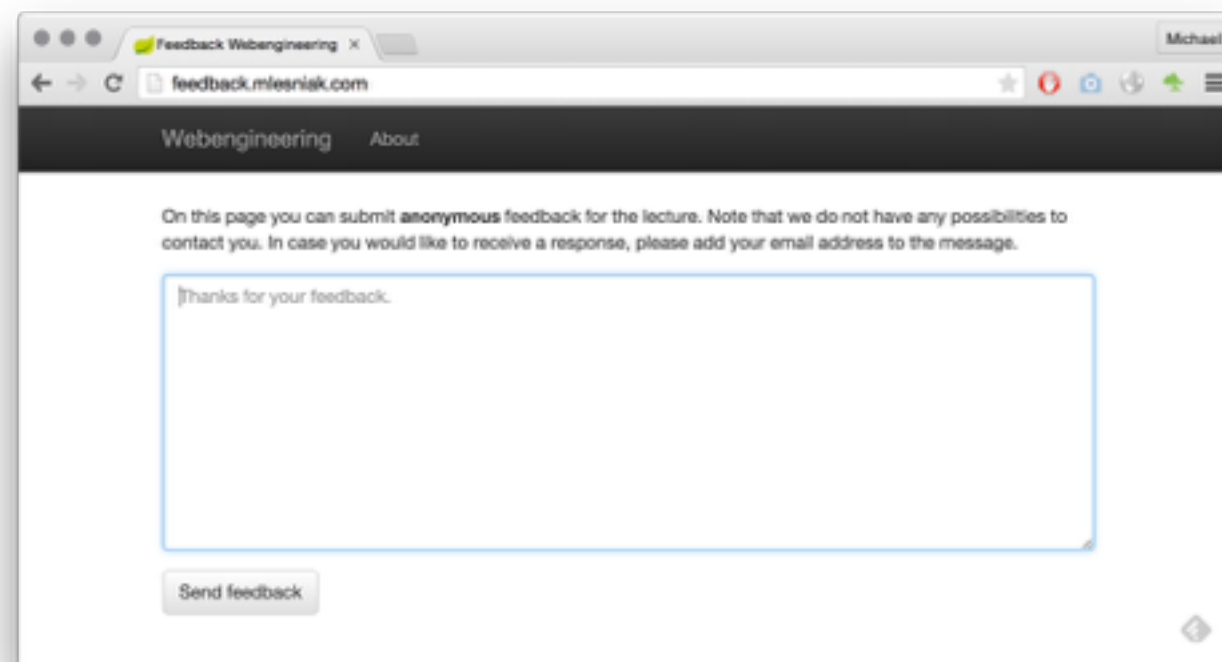 Feedback Webengineering
Michael
feedback.mlesniak.com
Webengineering About
On this page you can submit anonymous feedback for the lecture. Note that we do not have any possibilities to
contact you. In case you would like to receive a response, please add your email address to the message.
Thanks for your feedback.
Send feedback